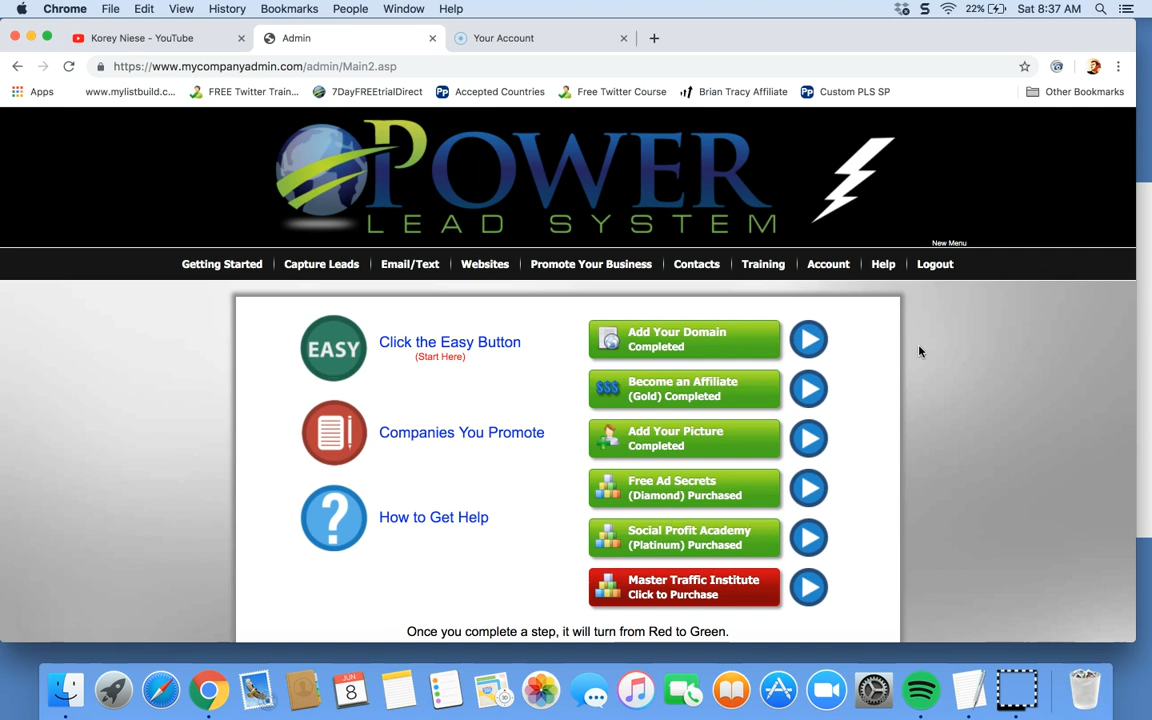 Chrome File Edit View History Bookmarks People Window Help
S 22% Sat 8:37 AM
Korey Niese - YouTube
Admin
Your Account
https://www.mycompanyadmin.com/admin/Main2.asp
Apps www.mylistbuild.c... FREE Twitter Train... 7DayFREEtrialDirect Accepted Countries Free Twitter Course Brian Tracy Affiliate Custom PLS SP Other Bookmarks
POWER
LEAD SYSTEM
New Menu
Getting Started Capture Leads Email/Text Websites Promote Your Business Contacts Training Account Help Logout
EASY
Click the Easy Button
(Start Here)
Companies You Promote
?
How to Get Help
Add Your Domain
Completed
$$$
Become an Affiliate
(Gold) Completed
Add Your Picture
Completed
Free Ad Secrets
(Diamond) Purchased
Social Profit Academy
(Platinum) Purchased
Master Traffic Institute
Click to Purchase
Once you complete a step, it will turn from Red to Green.
JUN
8